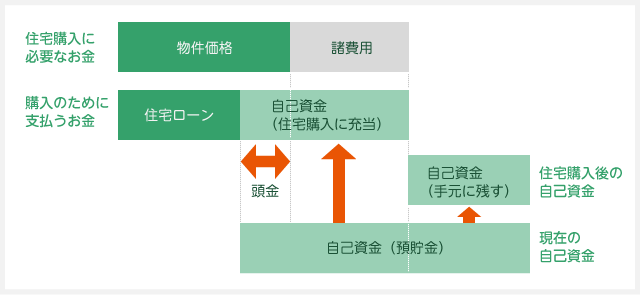 住宅購入に
必要なお金
物件価格
諸費用
購入のために
支払うお金
住宅ローン
自己資金
（住宅購入に充当）
頭金
自己資金
（手元に残す）
住宅購入後の
自己資金
自己資金（預貯金）
現在の
自己資金